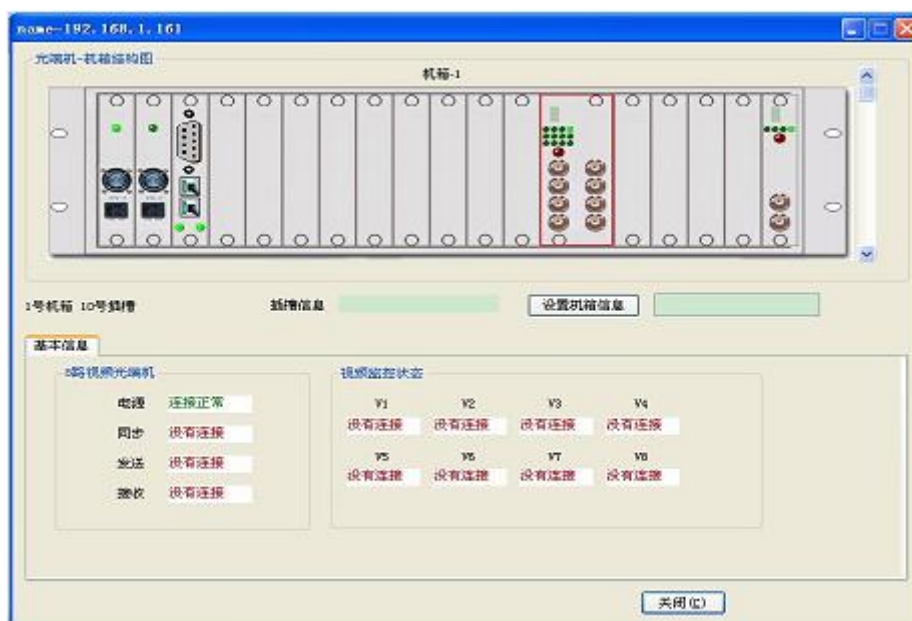 name-192.168.1.161
光端机-机箱结构图
机箱-1
1号机箱 10号插槽 插槽信息 设置机箱信息
基本信息
8路视频光端机 视频监控状态
电源 连接正常
同步 没有连接
发送 没有连接
接收 没有连接
V1 V2 V3 V4
没有连接 没有连接 没有连接 没有连接
V5 V6 V7 V8
没有连接 没有连接 没有连接 没有连接
关闭(C)